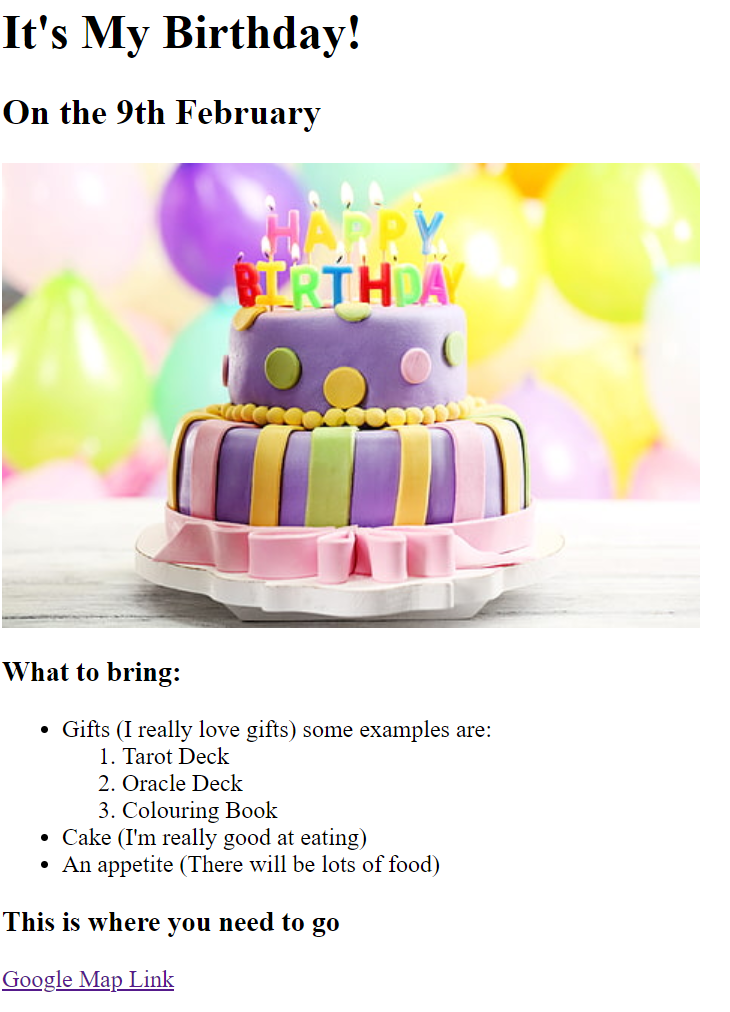 It's My Birthday!
On the 9th February
HAPPY
BIRTHDAY
What to bring:
Gifts (I really love gifts) some examples are:
1. Tarot Deck
2. Oracle Deck
3. Colouring Book
Cake (I'm really good at eating)
An appetite (There will be lots of food)
This is where you need to go
Google Map Link